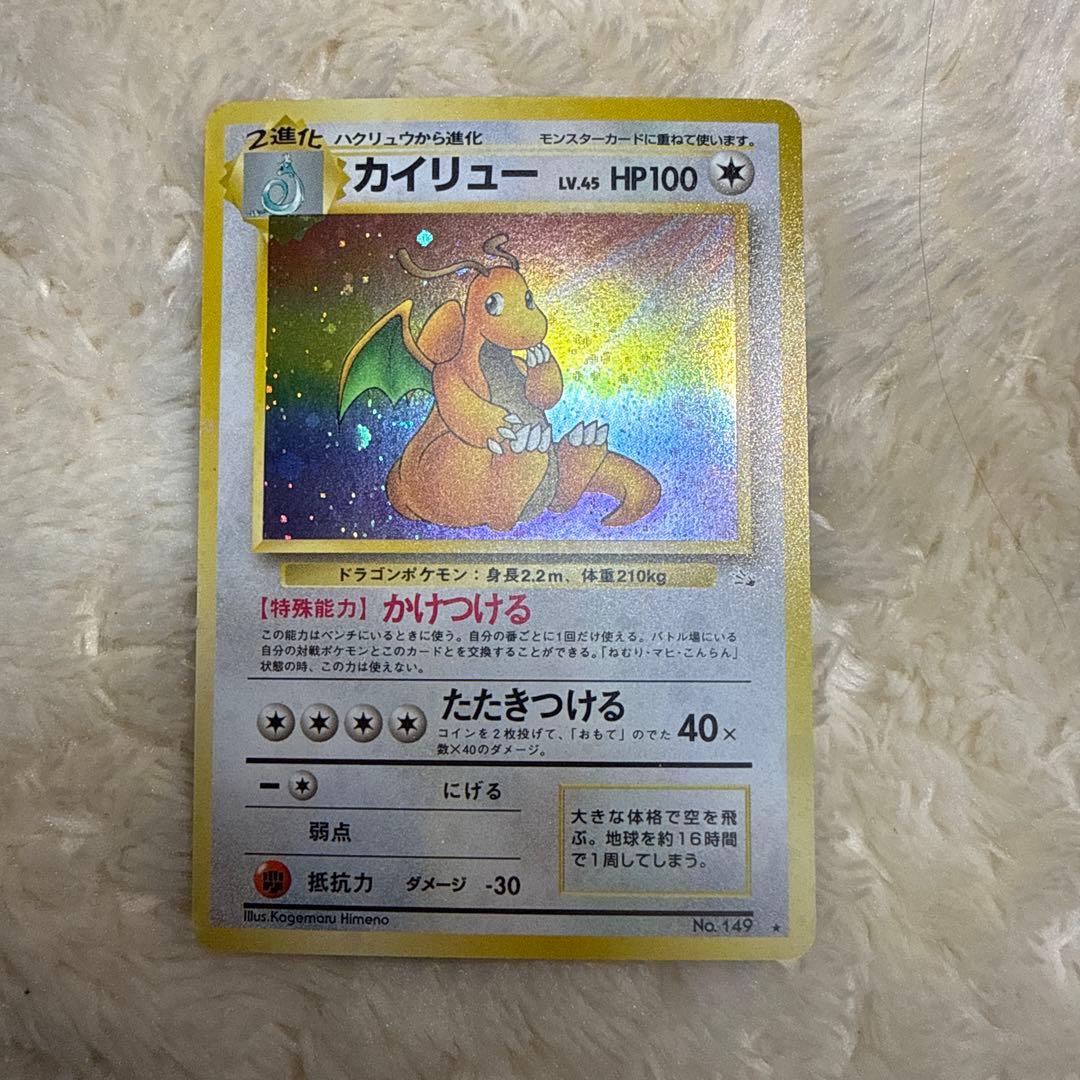 2進化 ハクリュウから進化 モンスターカードに重ねて使います。
カイリュー LV.45 HP100
ドラゴンポケモン：身長2.2m、体重210kg
【特殊能力】かけつける
この能力はベンチにいるときに使う。自分の番ごとに1回だけ使える。バトル場にいる
自分の対戦ポケモンとこのカードとを交換することができる。「ねむり・マヒ・こんらん」
状態の時、この力は使えない。
たたきつける 40×
コインを2枚投げて、「おもて」のでた
数×40のダメージ。
にげる
弱点
抵抗力 ダメージ -30
大きな体格で空を飛
ぶ。地球を約16時間
で1周してしまう。
Illus.Kagemaru Himeno
No.149